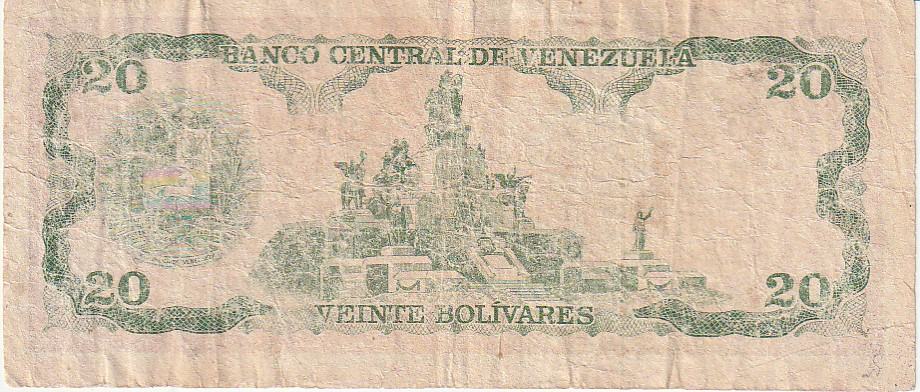 BANCO CENTRAL DE VENEZUELA
20 20
20 20
VEINTE BOLÍVARES